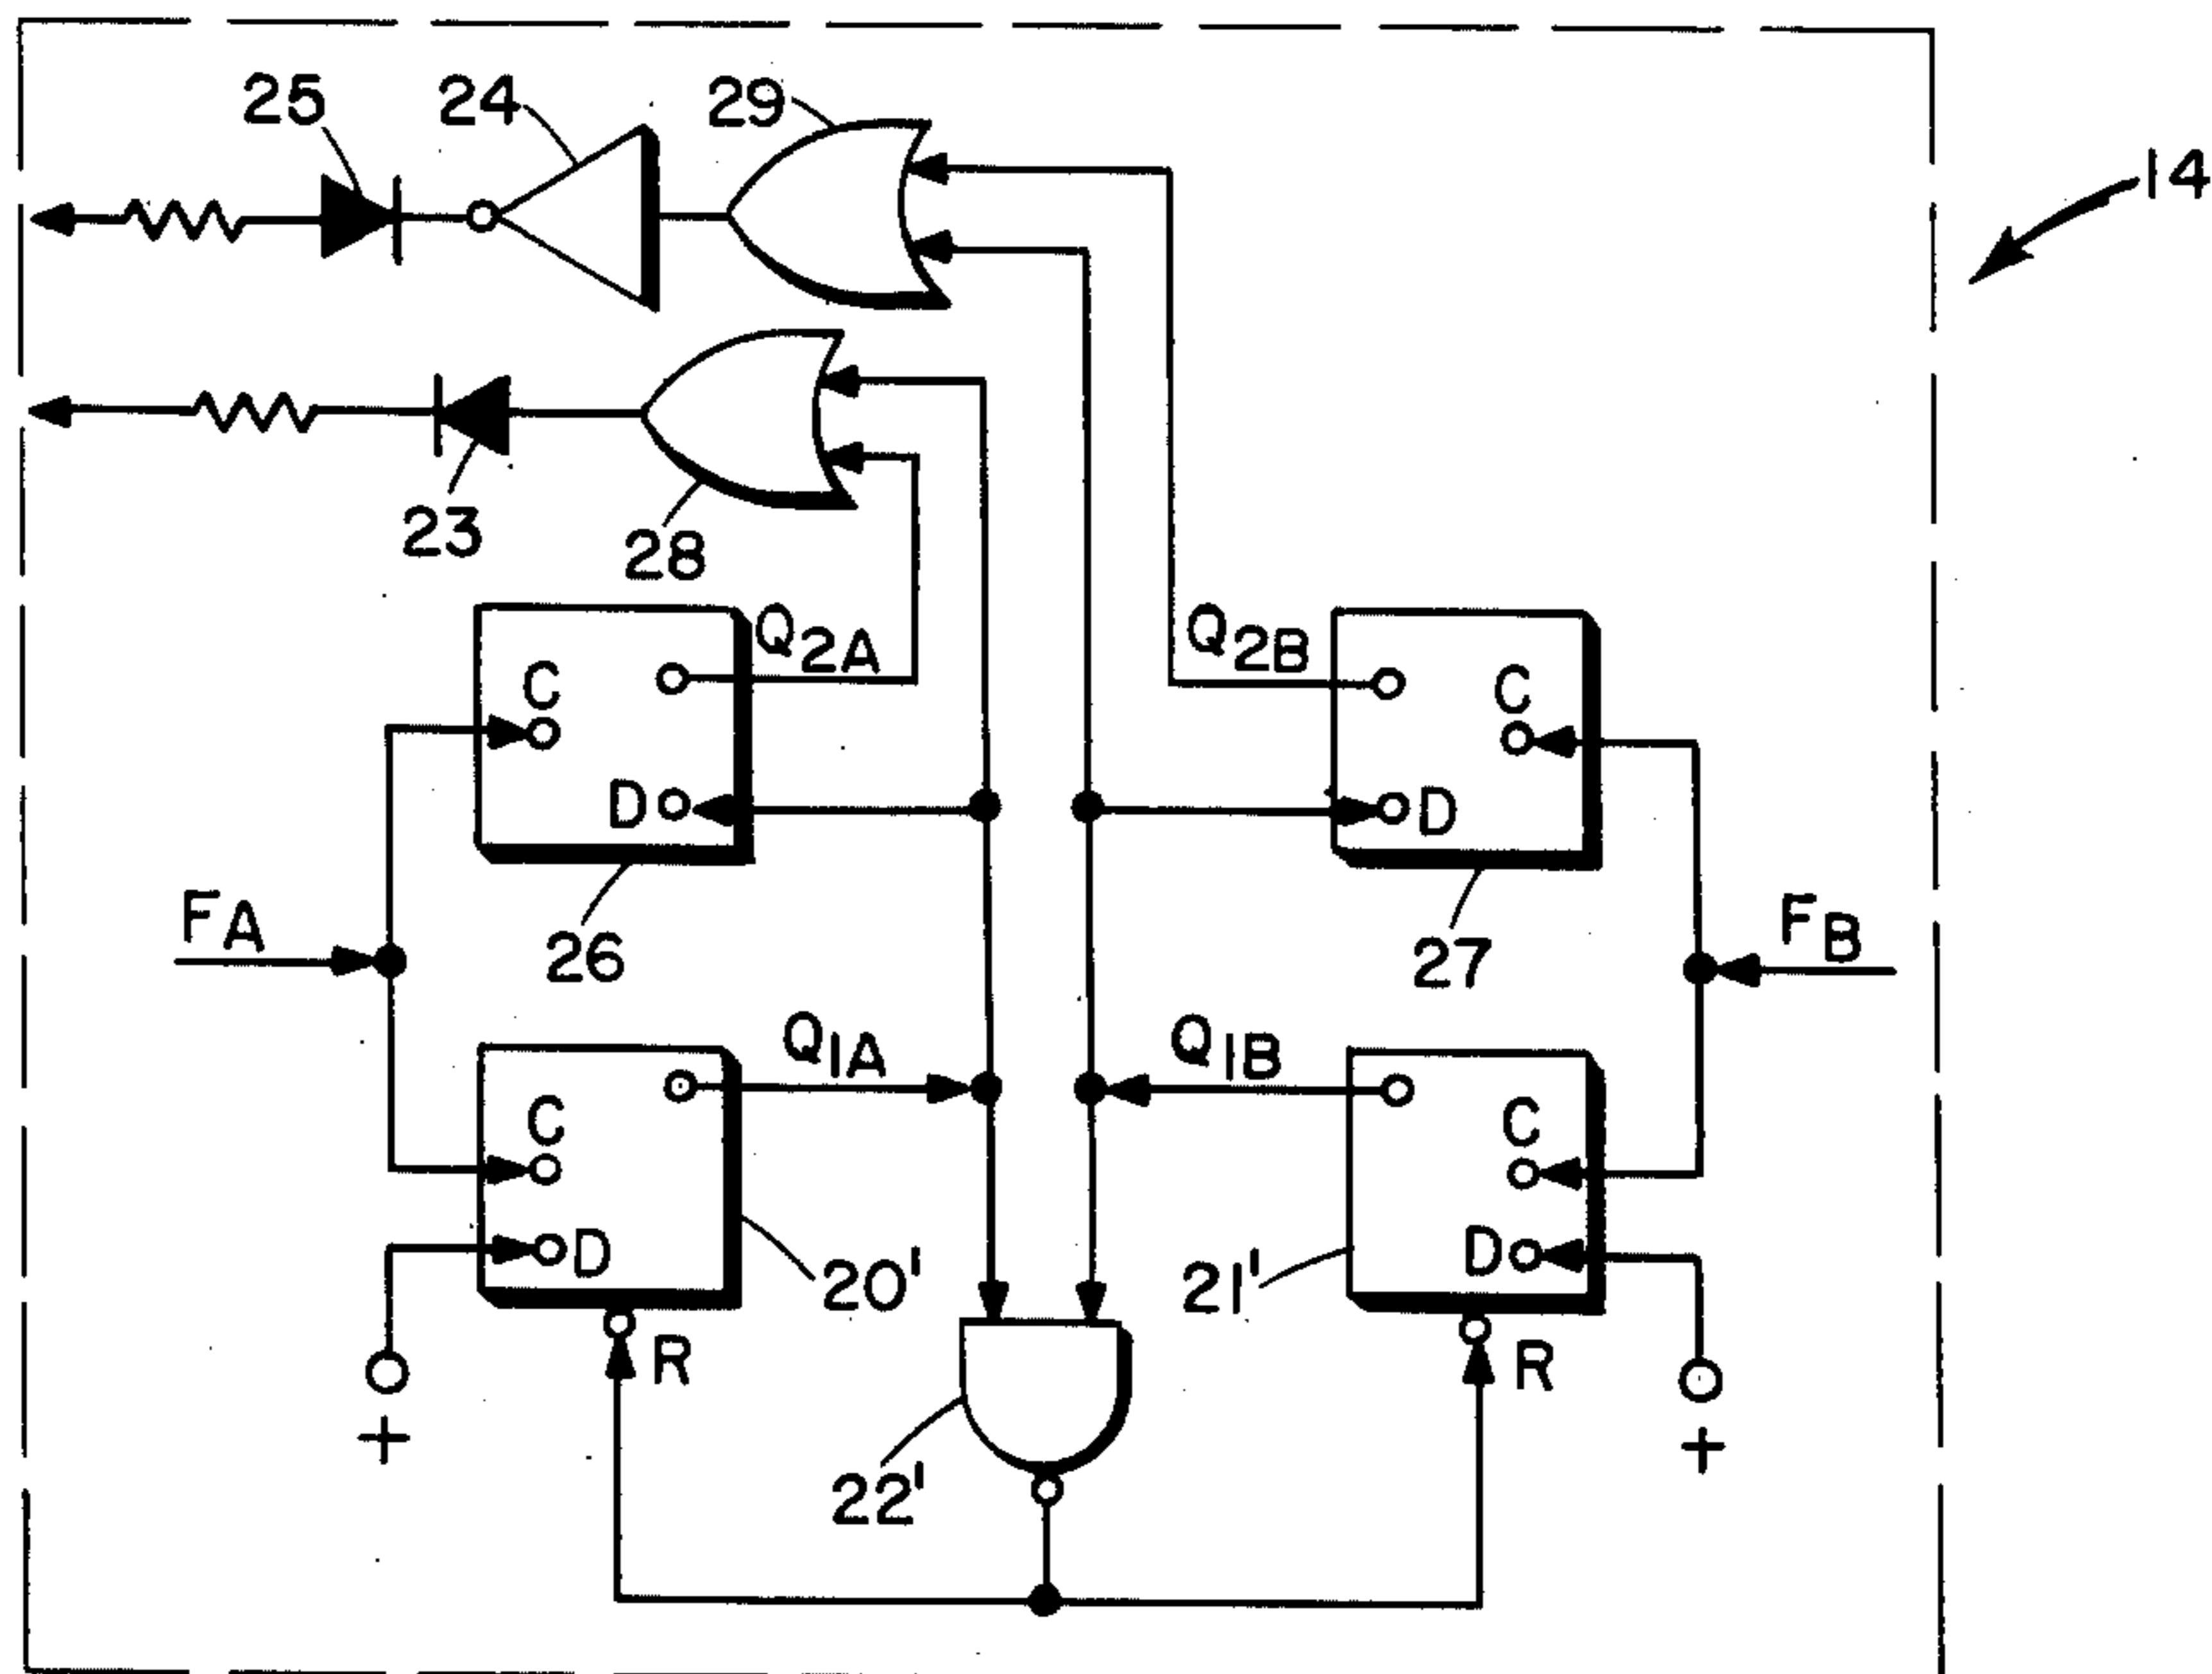 25 24 29
14
23 28
Q2A Q2B
C C
D D
26 27
FA FB
Q1A Q1B
C C
D D
20' 21'
R R
+ +
22'